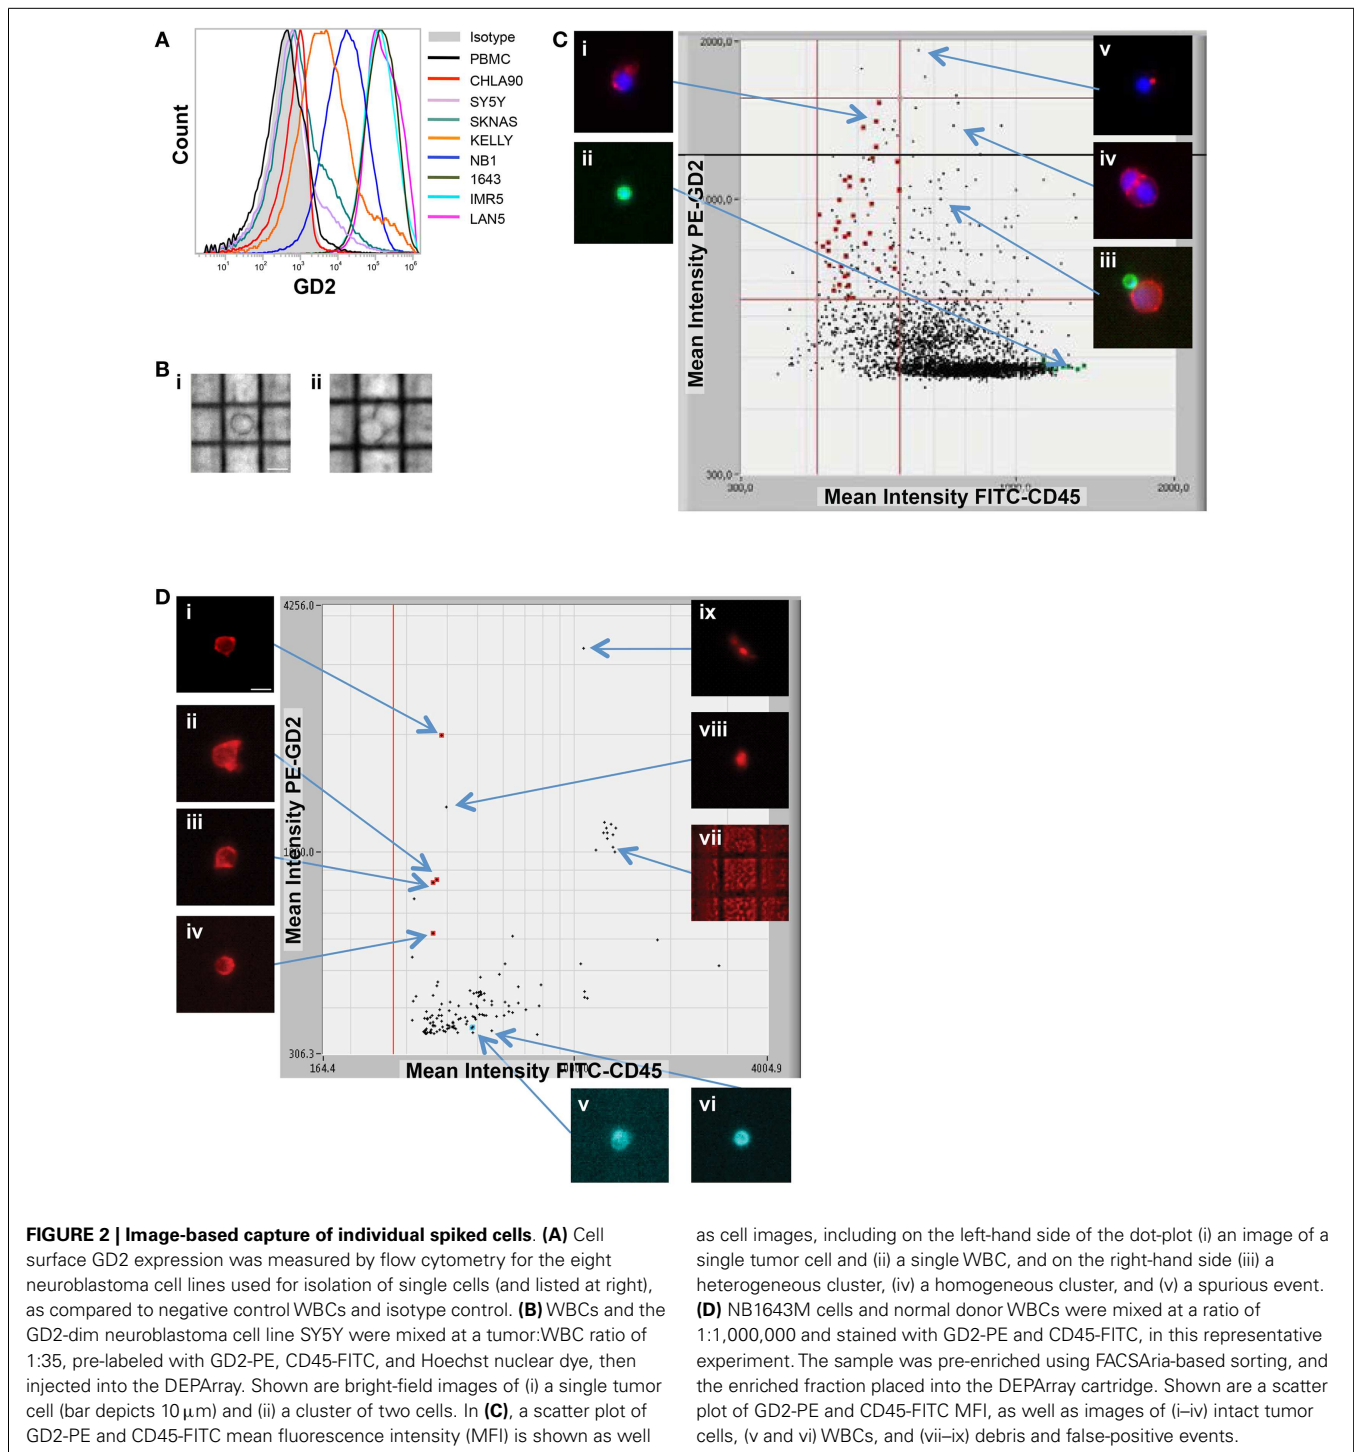 A
Count
Isotype
PBMC
CHLA90
SY5Y
SKNAS
KELLY
NB1
1643
IMR5
LAN5
10¹ 10² 10³ 10⁴ 10⁵ 10⁶
GD2
B
i
ii
C
i
ii
v
iv
iii
2000,0
Mean Intensity PE-GD2
300,0
300,0
2000,0
Mean Intensity FITC-CD45
D
i
ii
iii
iv
ix
viii
vii
4256.0
Mean Intensity PE-GD2
306.3
164.4
4004.9
Mean Intensity FITC-CD45
v
vi
FIGURE 2 | Image-based capture of individual spiked cells. (A) Cell
surface GD2 expression was measured by flow cytometry for the eight
neuroblastoma cell lines used for isolation of single cells (and listed at right),
as compared to negative control WBCs and isotype control. (B) WBCs and the
GD2-dim neuroblastoma cell line SY5Y were mixed at a tumor:WBC ratio of
1:35, pre-labeled with GD2-PE, CD45-FITC, and Hoechst nuclear dye, then
injected into the DEPArray. Shown are bright-field images of (i) a single tumor
cell (bar depicts 10 μm) and (ii) a cluster of two cells. In (C), a scatter plot of
GD2-PE and CD45-FITC mean fluorescence intensity (MFI) is shown as well
as cell images, including on the left-hand side of the dot-plot (i) an image of a
single tumor cell and (ii) a single WBC, and on the right-hand side (iii) a
heterogeneous cluster, (iv) a homogeneous cluster, and (v) a spurious event.
(D) NB1643M cells and normal donor WBCs were mixed at a ratio of
1:1,000,000 and stained with GD2-PE and CD45-FITC, in this representative
experiment. The sample was pre-enriched using FACSAria-based sorting, and
the enriched fraction placed into the DEPArray cartridge. Shown are a scatter
plot of GD2-PE and CD45-FITC MFI, as well as images of (i–iv) intact tumor
cells, (v and vi) WBCs, and (vii–ix) debris and false-positive events.